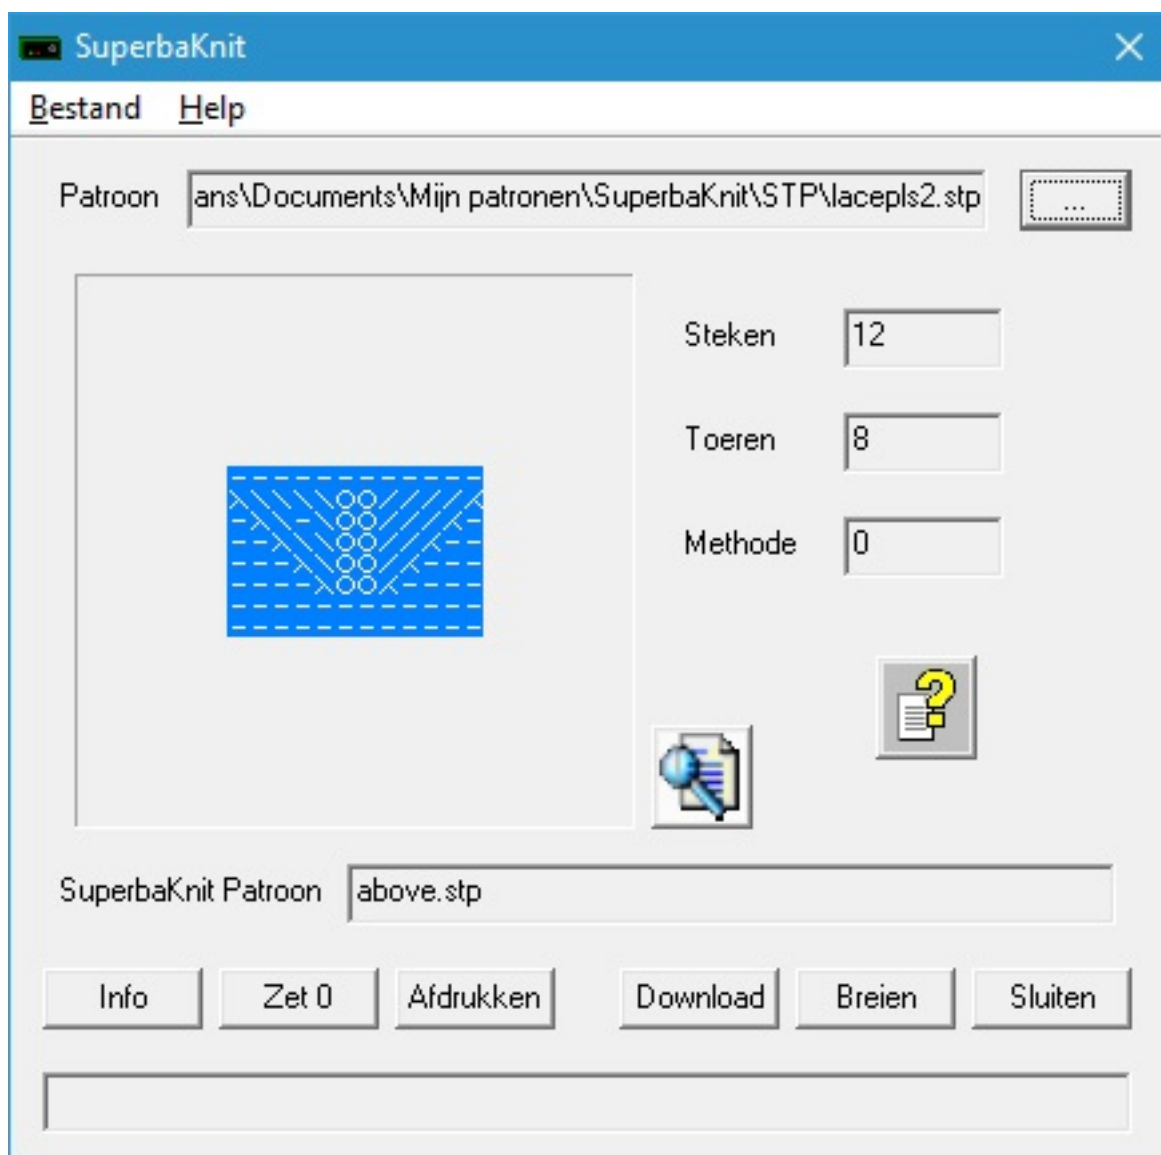 SuperbaKnit
Bestand Help
Patroon ans\Documents\Mijn patronen\SuperbaKnit\STP\lacepls2.stp ...
Steken 12
Toeren 8
Methode 0
SuperbaKnit Patroon above.stp
Info Zet 0 Afdrukken Download Breien Sluiten